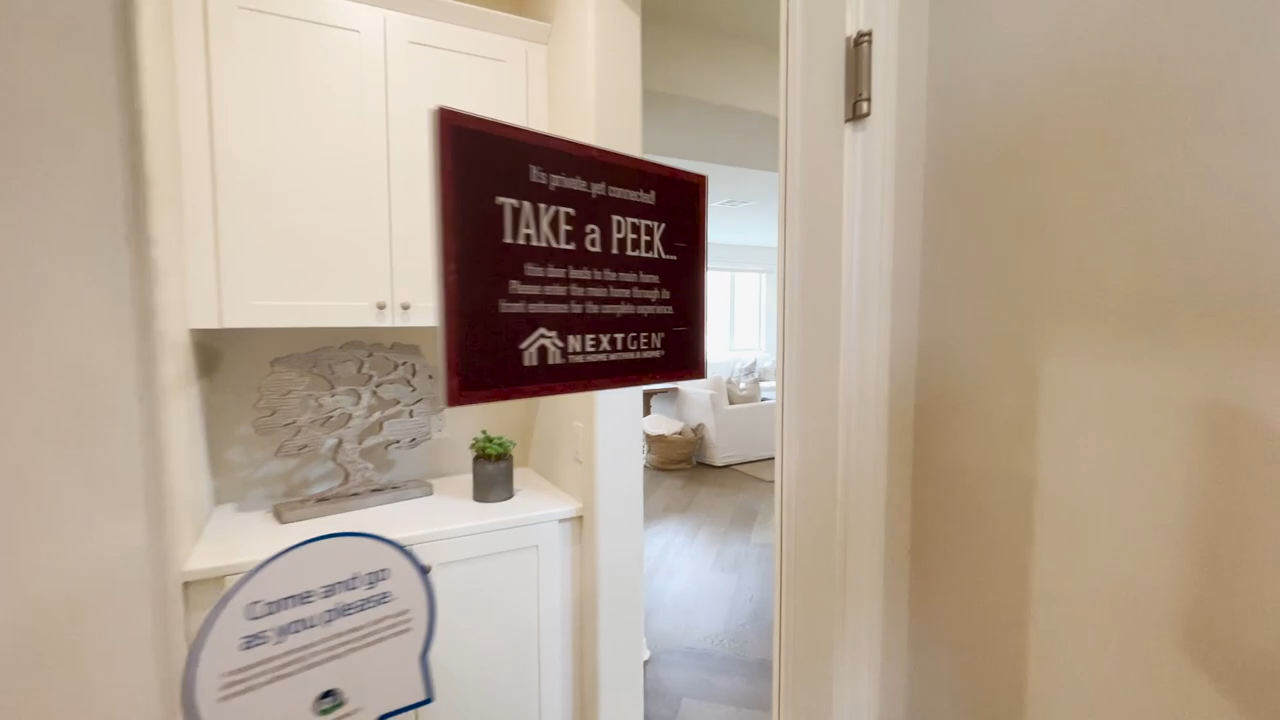 It's private, yet connected!
TAKE a PEEK...
this door leads to the main home.
Please enter the main home through its
front entrance for the complete experience.
NEXTGEN®
THE HOME WITHIN A HOME®
Come and go
as you please.